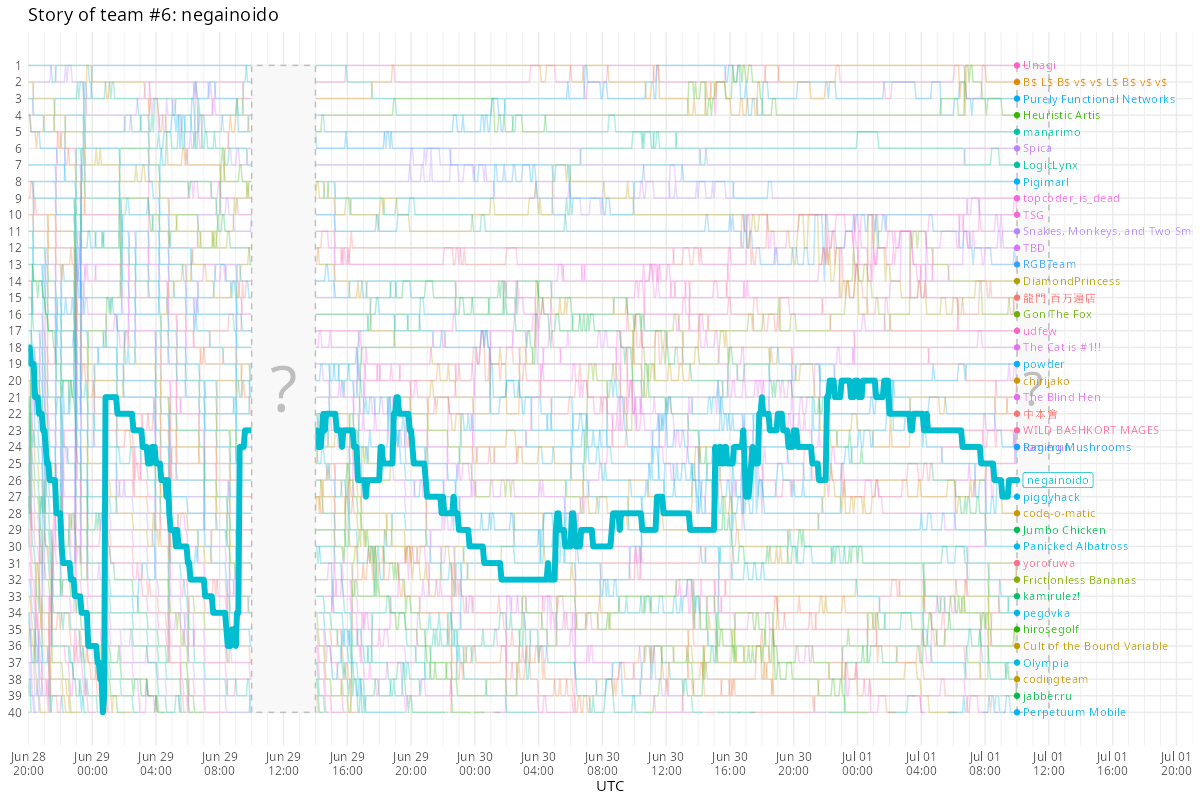 Story of team #6: negainoido
1
2
3
4
5
6
7
8
9
10
11
12
13
14
15
16
17
18
19
20
21
22
23
24
25
26
27
28
29
30
31
32
33
34
35
36
37
38
39
40
?
?
Unagi
B$ L$ B$ v$ v$ L$ B$ v$ v$
Purely Functional Networks
Heuristic Artis
manarimo
Spica
LogicLynx
Pigimarl
topcoder_is_dead
TSG
Snakes, Monkeys, and Two Sm
TBD
RGBTeam
DiamondPrincess
龍門 百万遍店
Gon the Fox
udfew
The Cat is #1!!
powder
chirijako
The Blind Hen
中本會
WILD BASHKORT MAGES
Mushrooms
negainoido
piggyhack
code-o-matic
Jumbo Chicken
Panicked Albatross
yorofuwa
Frictionless Bananas
kamirulez!
pegovka
hirosegolf
Cult of the Bound Variable
Olympia
codingteam
jabber.ru
Perpetuum Mobile
Jun 28 20:00
Jun 29 00:00
Jun 29 04:00
Jun 29 08:00
Jun 29 12:00
Jun 29 16:00
Jun 29 20:00
Jun 30 00:00
Jun 30 04:00
Jun 30 08:00
Jun 30 12:00
Jun 30 16:00
Jun 30 20:00
Jul 01 00:00
Jul 01 04:00
Jul 01 08:00
Jul 01 12:00
Jul 01 16:00
Jul 01 20:00
UTC